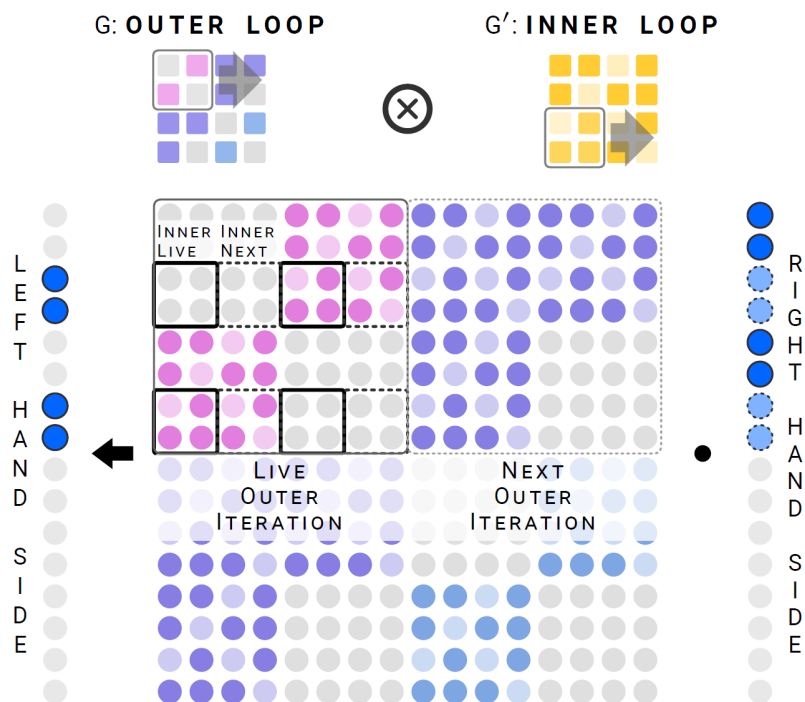 G: OUTER LOOP
G′: INNER LOOP
INNER LIVE
INNER NEXT
LEFT HAND SIDE
RIGHT HAND SIDE
LIVE
OUTER
ITERATION
NEXT
OUTER
ITERATION